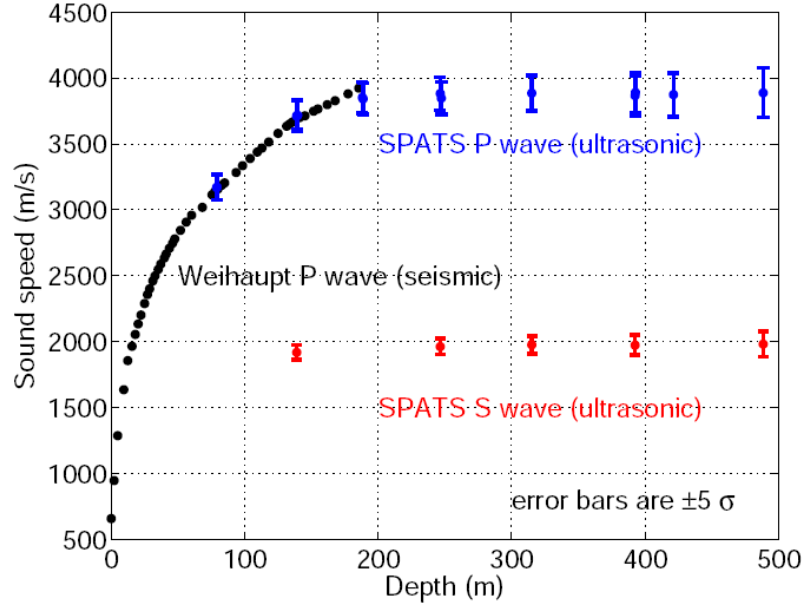 4500
4000
3500
3000
2500
2000
1500
1000
500
Sound speed (m/s)
SPATS P wave (ultrasonic)
Weihaupt P wave (seismic)
SPATS S wave (ultrasonic)
error bars are ±5 σ
0 100 200 300 400 500
Depth (m)